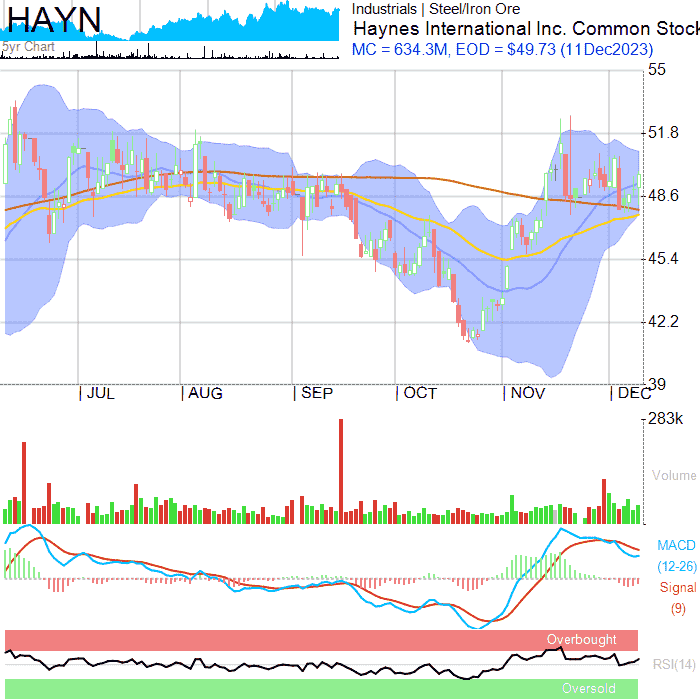 HAYN
5yr Chart
Industrials | Steel/Iron Ore
Haynes International Inc. Common Stock
MC = 634.3M, EOD = $49.73 (11Dec2023)
55
51.8
48.6
45.4
42.2
39
| JUL | AUG | SEP | OCT | NOV | DEC
283k
Volume
MACD
(12-26)
Signal
(9)
Overbought
RSI(14)
Oversold